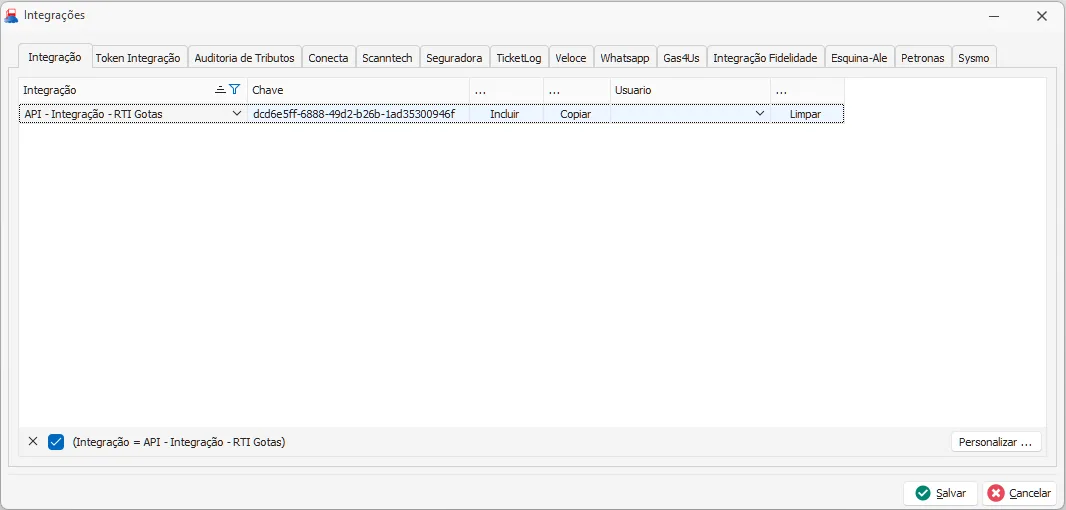 Integrações
Integração Token Integração Auditoria de Tributos Conecta Scanntech Seguradora TicketLog Veloce Whatsapp Gas4Us Integração Fidelidade Esquina-Ale Petronas Sysmo
Integração Chave ... ... Usuario ...
API - Integração - RTI Gotas dcd6e5ff-6888-49d2-b26b-1ad35300946f Incluir Copiar Limpar
(Integração = API - Integração - RTI Gotas) Personalizar ...
Salvar Cancelar